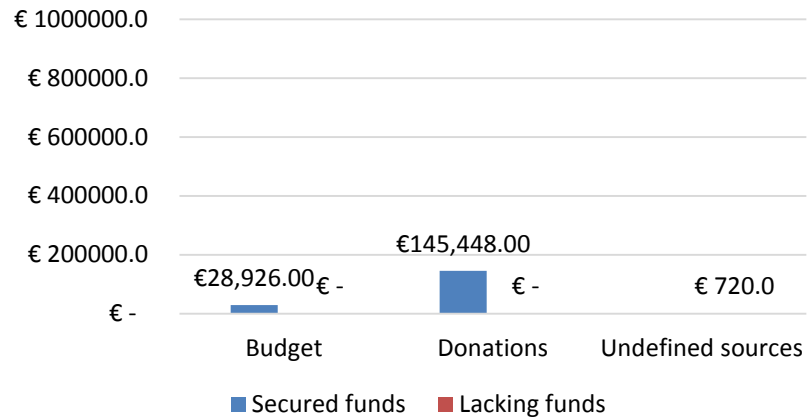 € 1000000.0
€ 800000.0
€ 600000.0
€ 400000.0
€ 200000.0
€ -
€28,926.00
€ -
€145,448.00
€ -
€ 720.0
Budget
Donations
Undefined sources
Secured funds
Lacking funds